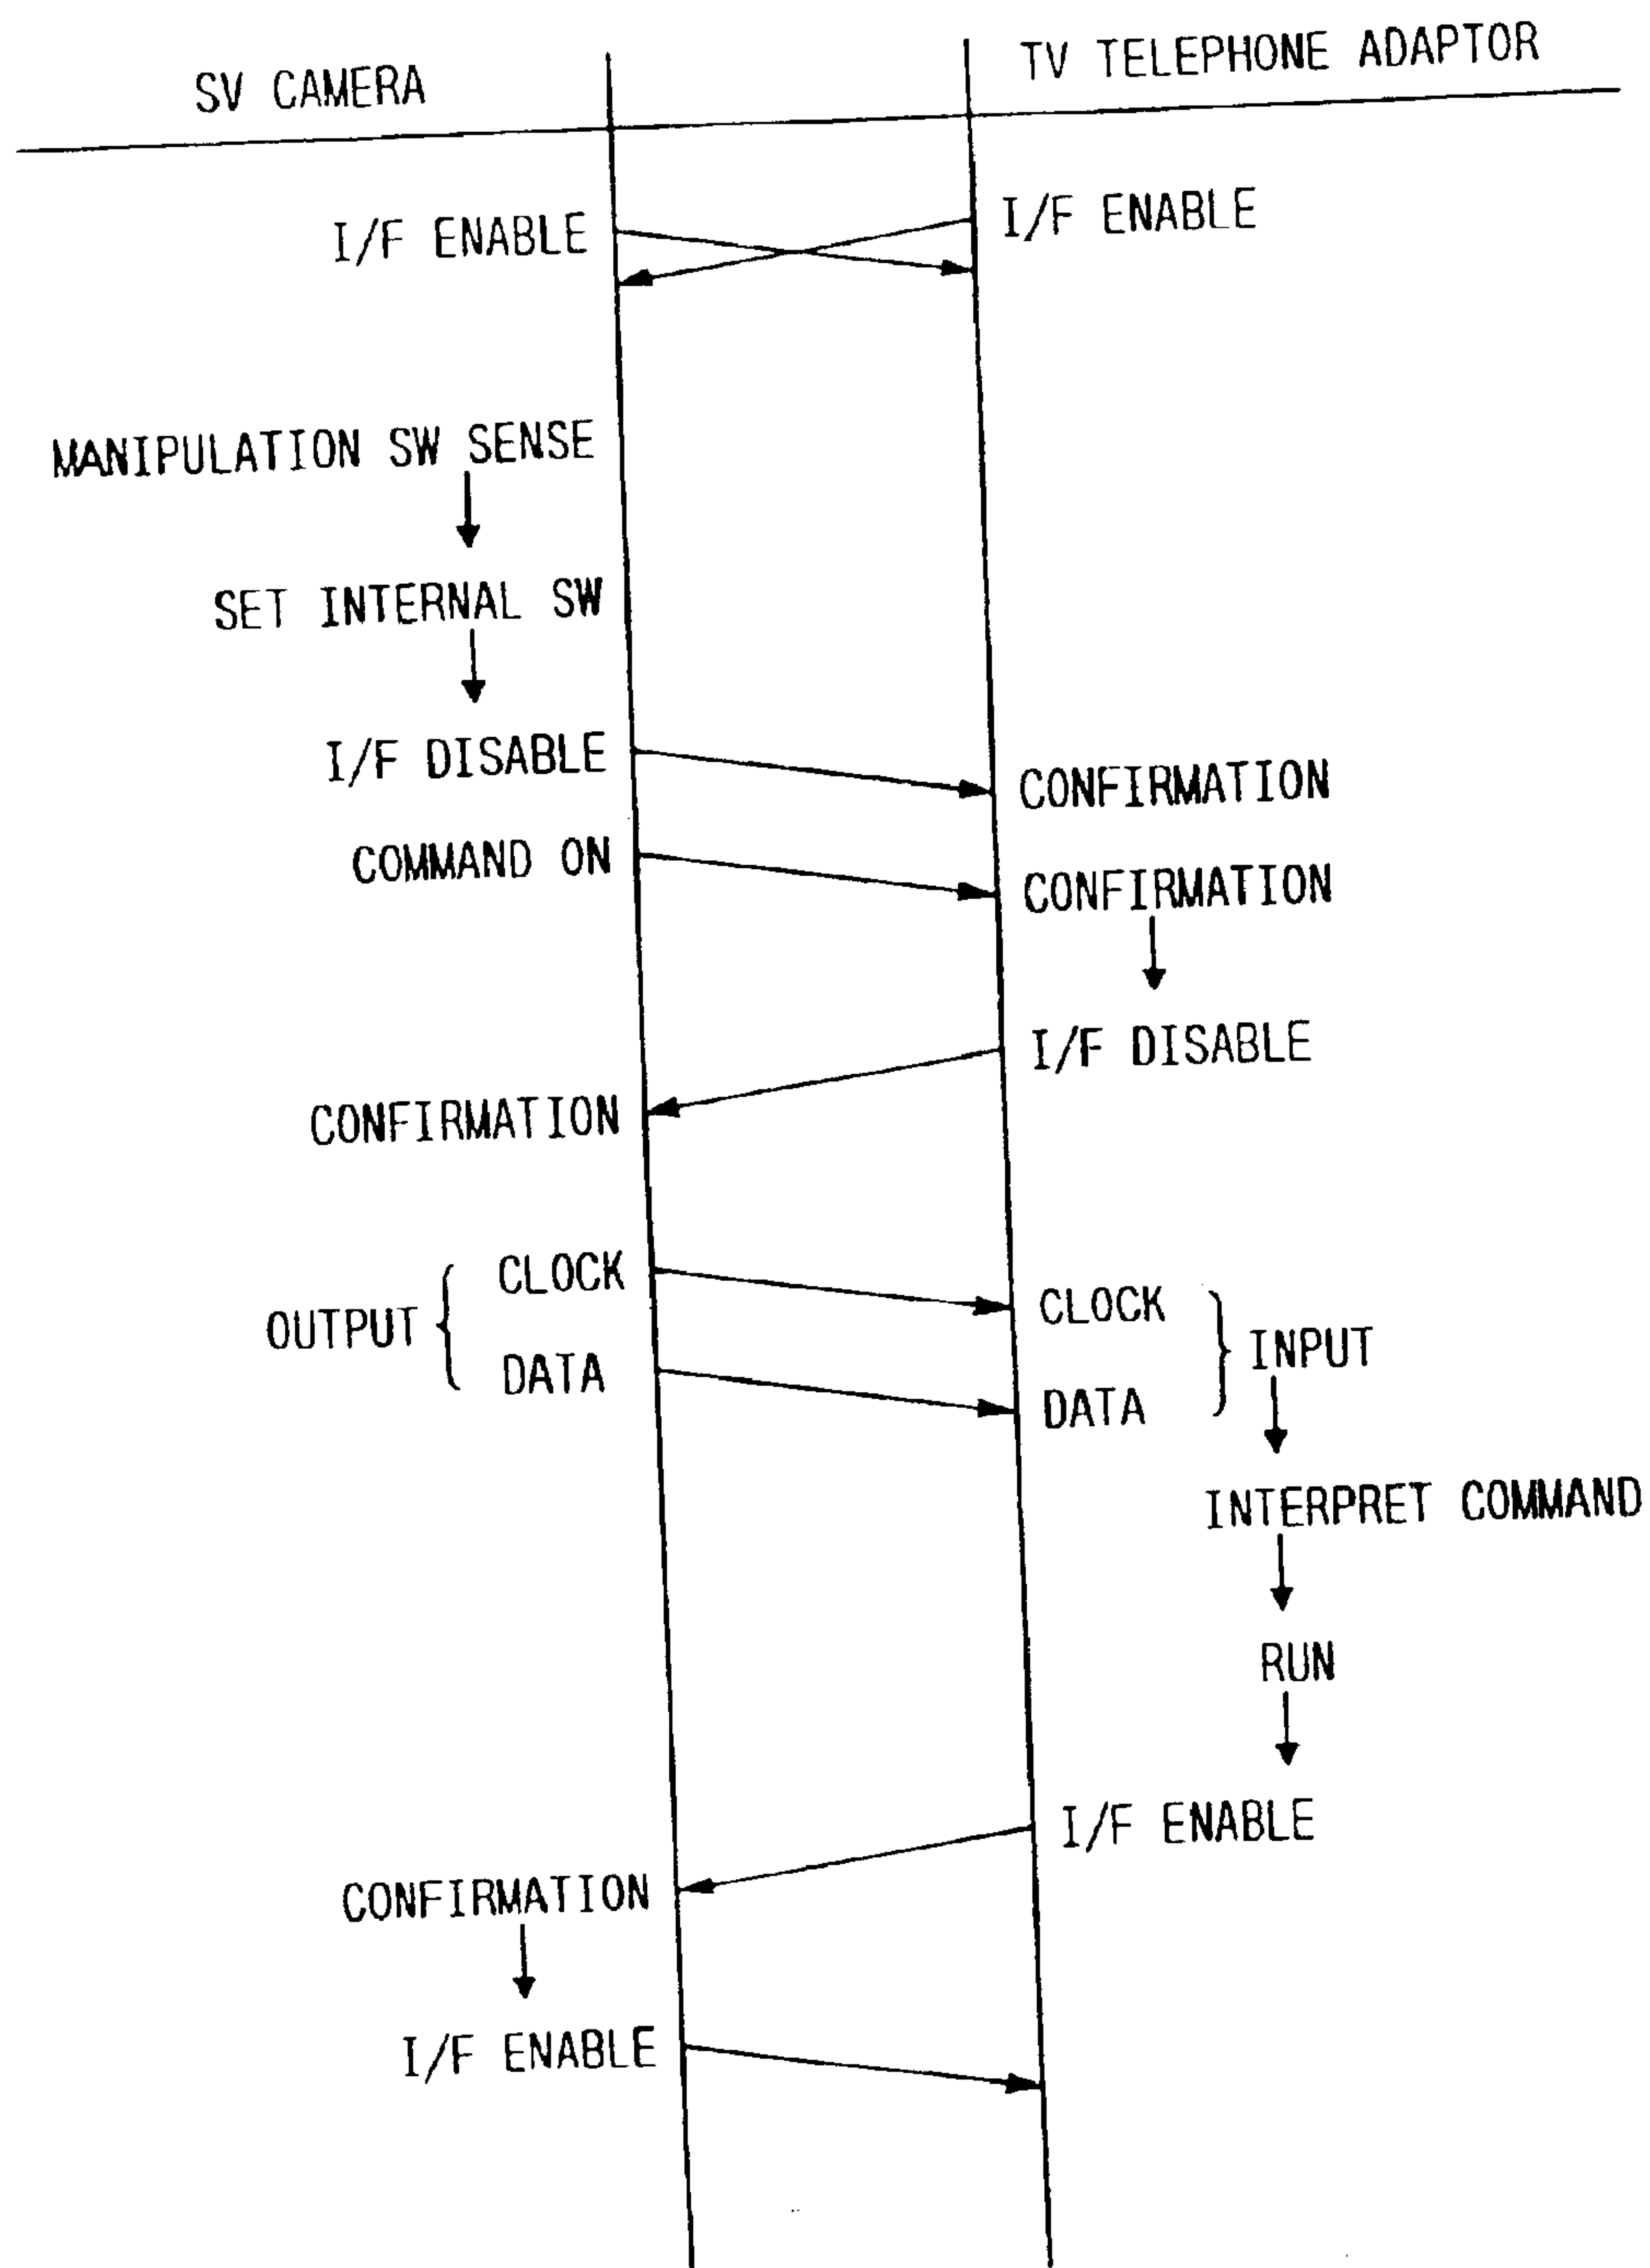 SV CAMERA
TV TELEPHONE ADAPTOR
I/F ENABLE
I/F ENABLE
MANIPULATION SW SENSE
SET INTERNAL SW
I/F DISABLE
CONFIRMATION
COMMAND ON
CONFIRMATION
I/F DISABLE
CONFIRMATION
OUTPUT
CLOCK
DATA
CLOCK
DATA
INPUT
INTERPRET COMMAND
RUN
I/F ENABLE
CONFIRMATION
I/F ENABLE